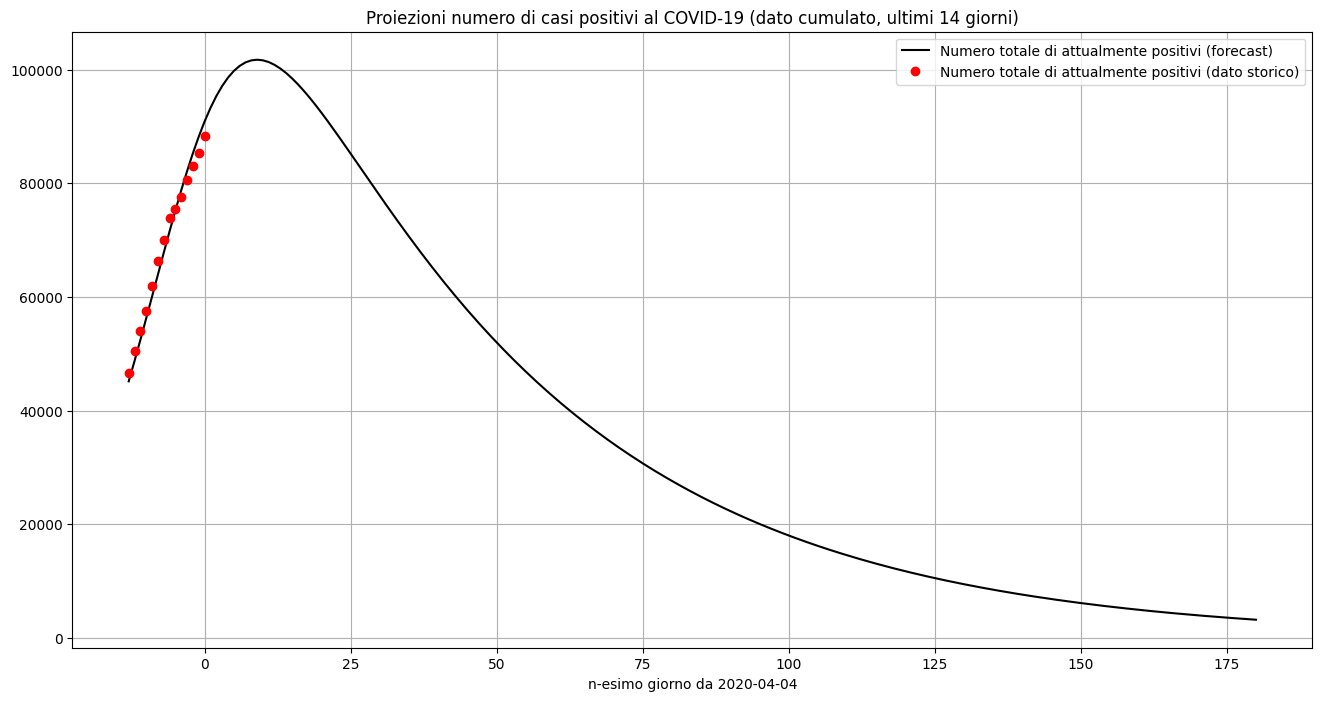 Proiezioni numero di casi positivi al COVID-19 (dato cumulato, ultimi 14 giorni)
Numero totale di attualmente positivi (forecast)
Numero totale di attualmente positivi (dato storico)
100000
80000
60000
40000
20000
0
0 25 50 75 100 125 150 175
n-esimo giorno da 2020-04-04